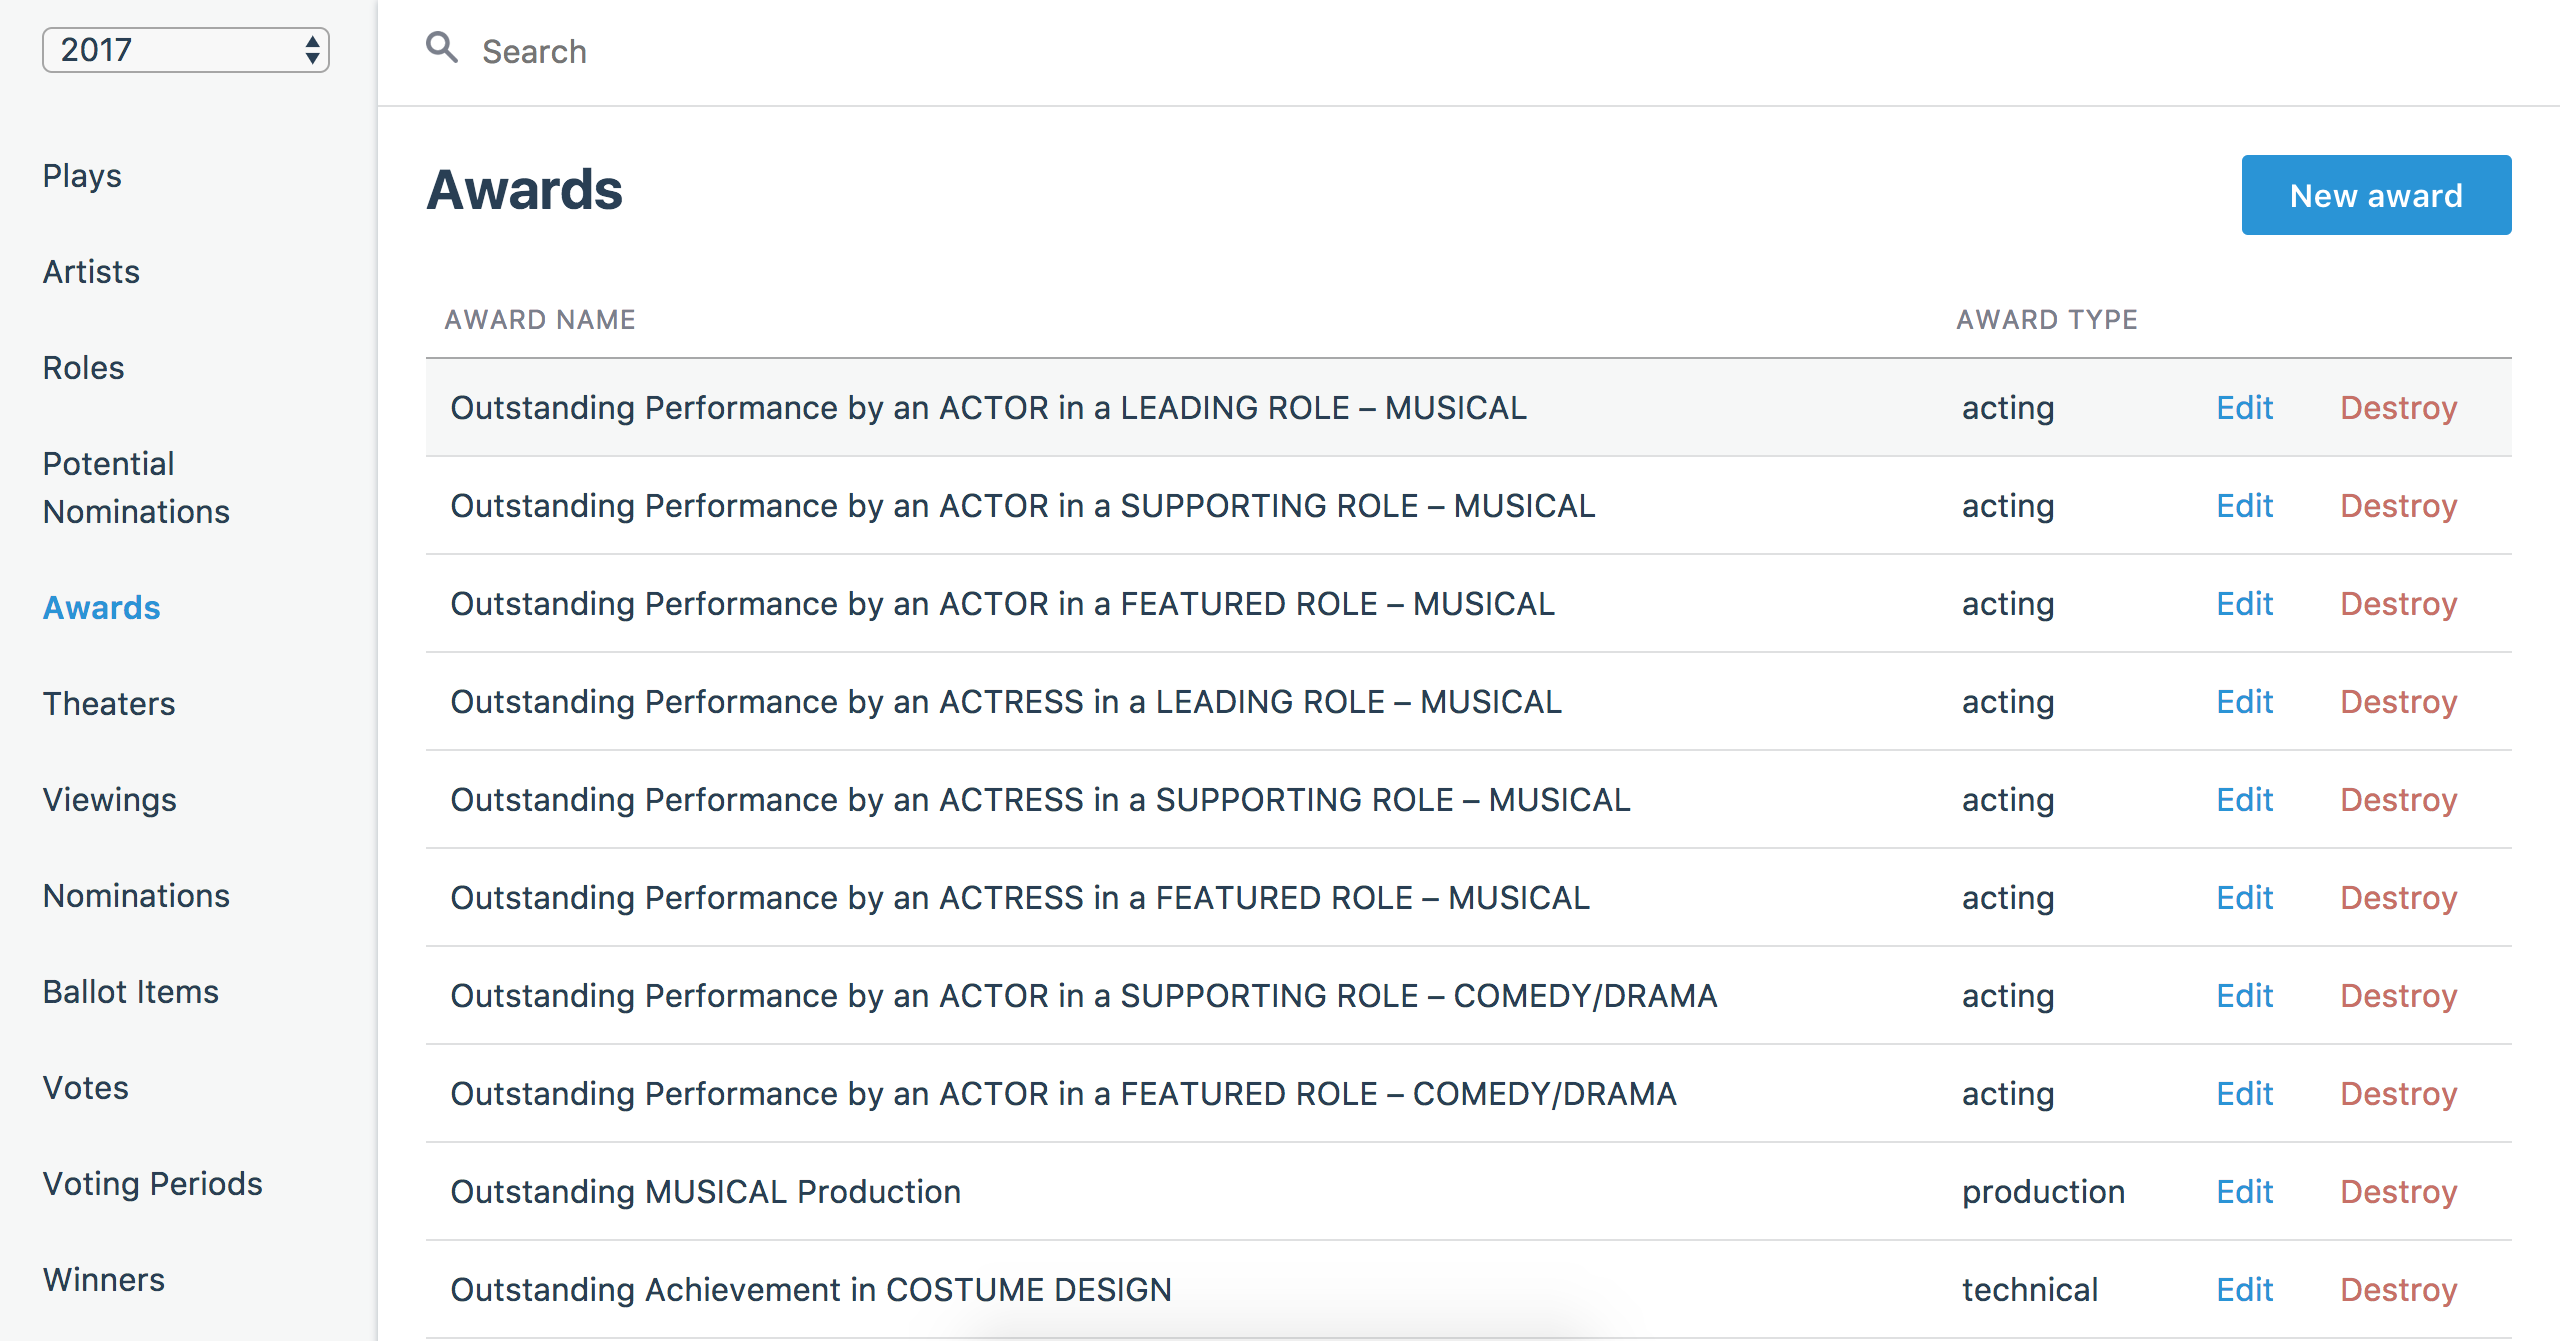 2017
Search
Plays
Artists
Roles
Potential
Nominations
Awards
Theaters
Viewings
Nominations
Ballot Items
Votes
Voting Periods
Winners
Awards
New award
AWARD NAME AWARD TYPE
Outstanding Performance by an ACTOR in a LEADING ROLE – MUSICAL acting Edit Destroy
Outstanding Performance by an ACTOR in a SUPPORTING ROLE – MUSICAL acting Edit Destroy
Outstanding Performance by an ACTOR in a FEATURED ROLE – MUSICAL acting Edit Destroy
Outstanding Performance by an ACTRESS in a LEADING ROLE – MUSICAL acting Edit Destroy
Outstanding Performance by an ACTRESS in a SUPPORTING ROLE – MUSICAL acting Edit Destroy
Outstanding Performance by an ACTRESS in a FEATURED ROLE – MUSICAL acting Edit Destroy
Outstanding Performance by an ACTOR in a SUPPORTING ROLE – COMEDY/DRAMA acting Edit Destroy
Outstanding Performance by an ACTOR in a FEATURED ROLE – COMEDY/DRAMA acting Edit Destroy
Outstanding MUSICAL Production production Edit Destroy
Outstanding Achievement in COSTUME DESIGN technical Edit Destroy